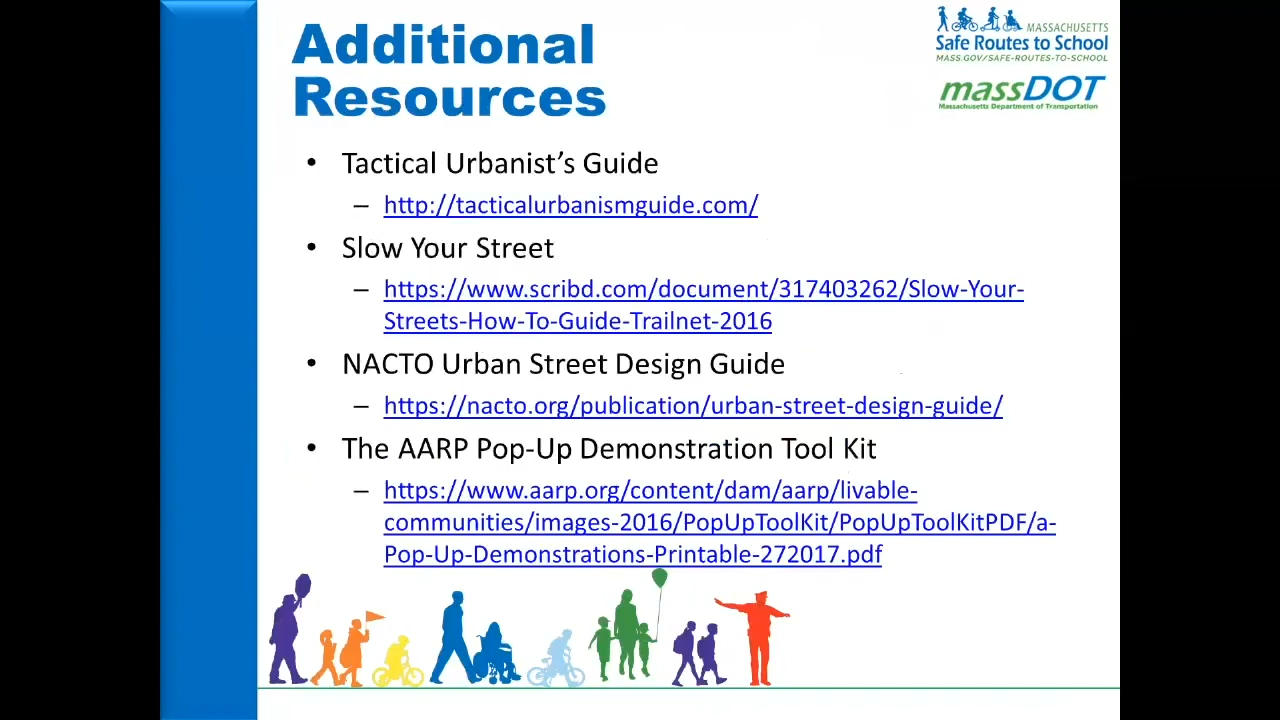 Additional
Resources
MASSACHUSETTS
Safe Routes to School
MASS.GOV/SAFE-ROUTES-TO-SCHOOL
massDOT
Massachusetts Department of Transportation
• Tactical Urbanist’s Guide
– http://tacticalurbanismguide.com/
• Slow Your Street
– https://www.scribd.com/document/317403262/Slow-Your-
Streets-How-To-Guide-Trailnet-2016
• NACTO Urban Street Design Guide
– https://nacto.org/publication/urban-street-design-guide/
• The AARP Pop-Up Demonstration Tool Kit
– https://www.aarp.org/content/dam/aarp/livable-
communities/images-2016/PopUpToolKit/PopUpToolKitPDF/a-
Pop-Up-Demonstrations-Printable-272017.pdf